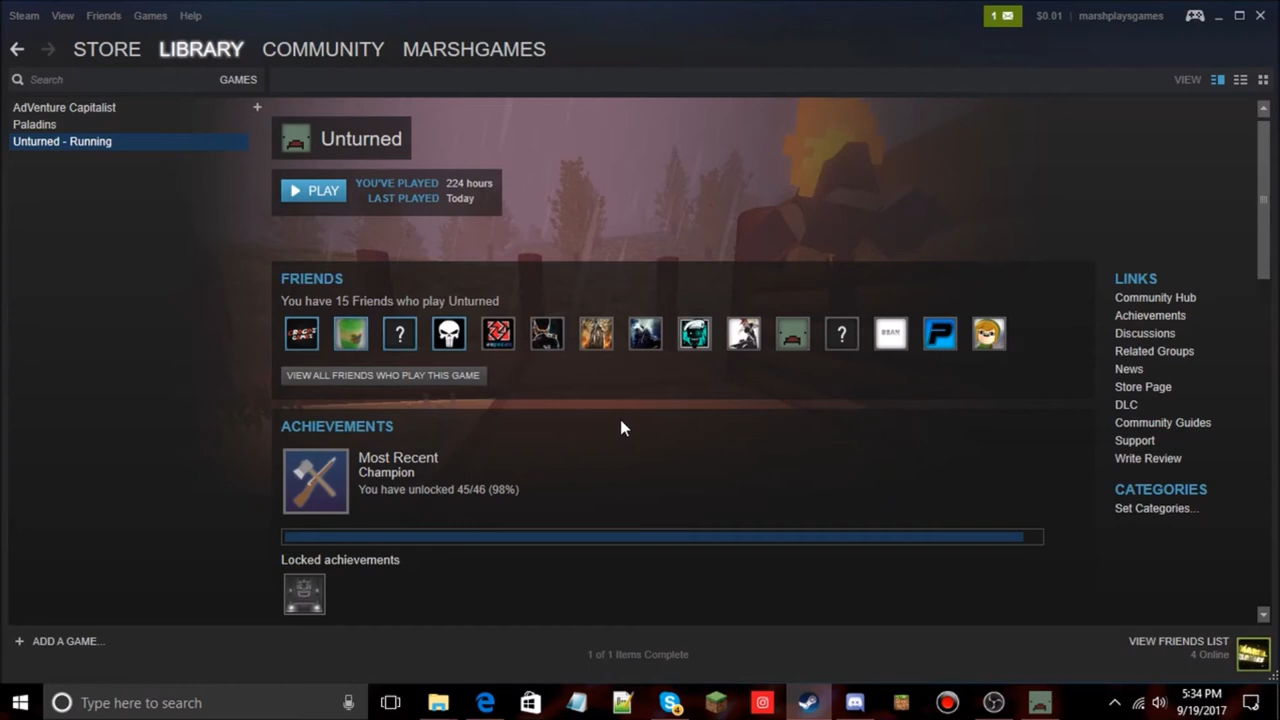 Steam View Friends Games Help
1 $0.01 marshplaysgames
STORE LIBRARY COMMUNITY MARSHGAMES
Search GAMES VIEW
AdVenture Capitalist +
Paladins
Unturned - Running
Unturned
PLAY
YOU'VE PLAYED 224 hours
LAST PLAYED Today
FRIENDS
You have 15 Friends who play Unturned
? ? BEAN P
VIEW ALL FRIENDS WHO PLAY THIS GAME
ACHIEVEMENTS
Most Recent
Champion
You have unlocked 45/46 (98%)
Locked achievements
LINKS
Community Hub
Achievements
Discussions
Related Groups
News
Store Page
DLC
Community Guides
Support
Write Review
CATEGORIES
Set Categories...
+ ADD A GAME...
1 of 1 Items Complete
VIEW FRIENDS LIST
4 Online
Type here to search
4
5:34 PM
9/19/2017